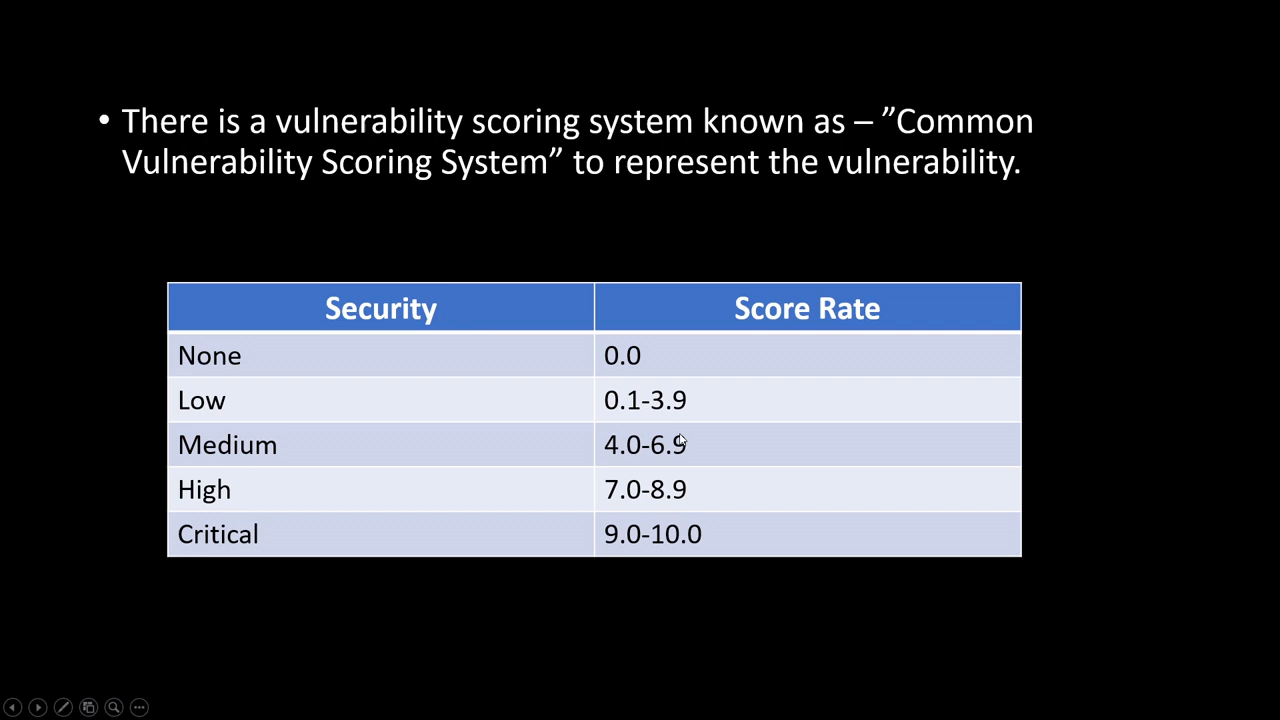 • There is a vulnerability scoring system known as – ”Common
Vulnerability Scoring System” to represent the vulnerability.
Security Score Rate
None 0.0
Low 0.1-3.9
Medium 4.0-6.9
High 7.0-8.9
Critical 9.0-10.0